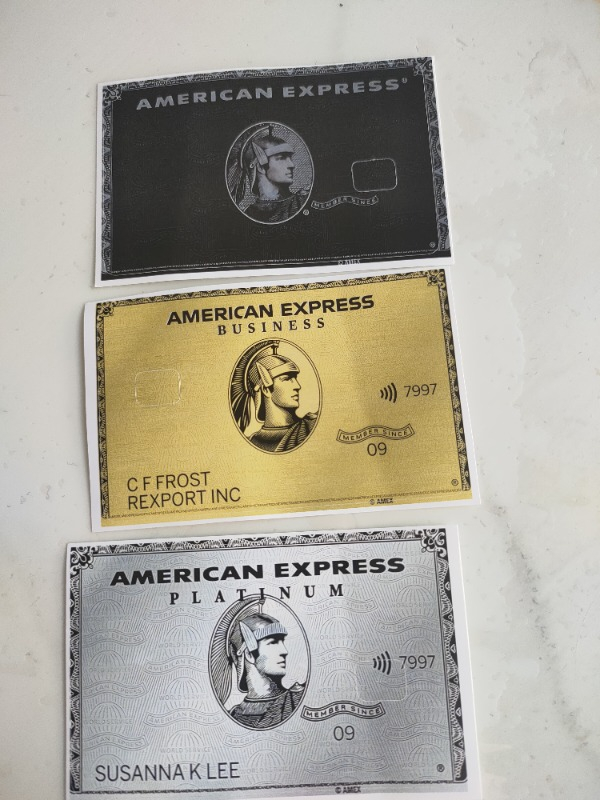 AMERICAN EXPRESS®
MEMBER SINCE
®
®
© AMEX
AMERICAN EXPRESS
BUSINESS
7997
MEMBER SINCE
09
C F FROST
REXPORT INC
®
© AMEX
AMERICAN EXPRESS
PLATINUM
7997
MEMBER SINCE
09
SUSANNA K LEE
®
© AMEX